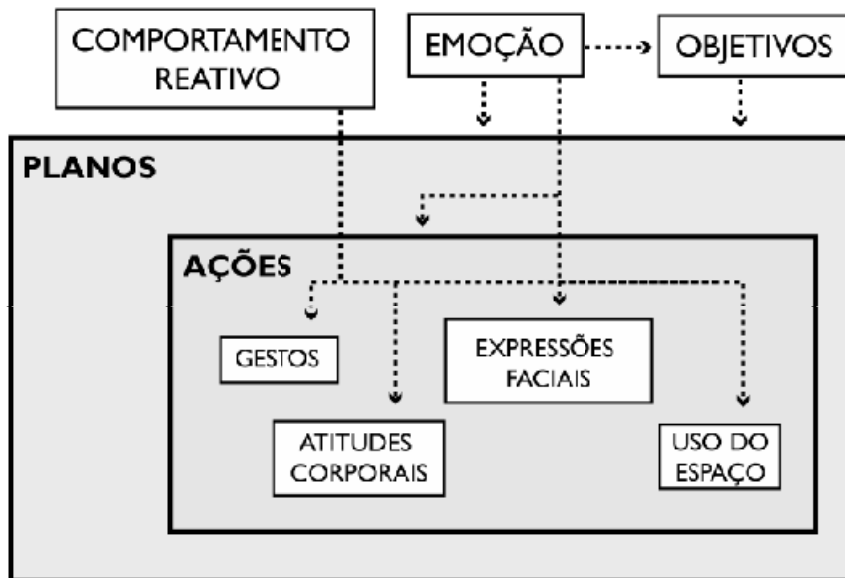 COMPORTAMENTO
REATIVO
EMOÇÃO
OBJETIVOS
PLANOS
AÇÕES
GESTOS
EXPRESSÕES
FACIAIS
ATITUDES
CORPORAIS
USO DO
ESPAÇO